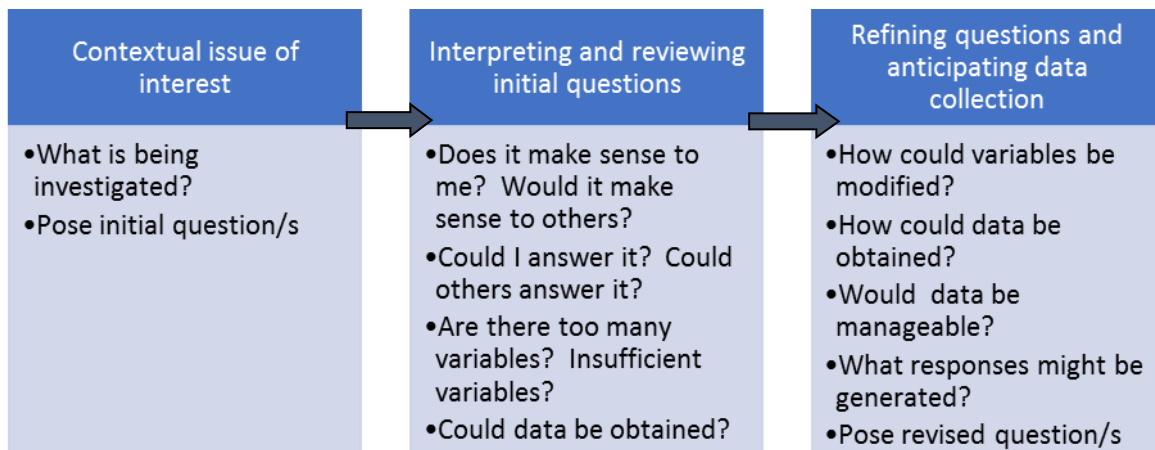 Contextual issue of
interest
•What is being
investigated?
•Pose initial question/s
Interpreting and reviewing
initial questions
•Does it make sense to
me?  Would it make
sense to others?
•Could I answer it?  Could
others answer it?
•Are there too many
variables?  Insufficient
variables?
•Could data be obtained?
Refining questions and
anticipating data
collection
•How could variables be
modified?
•How could data be
obtained?
•Would  data be
manageable?
•What responses might be
generated?
•Pose revised question/s